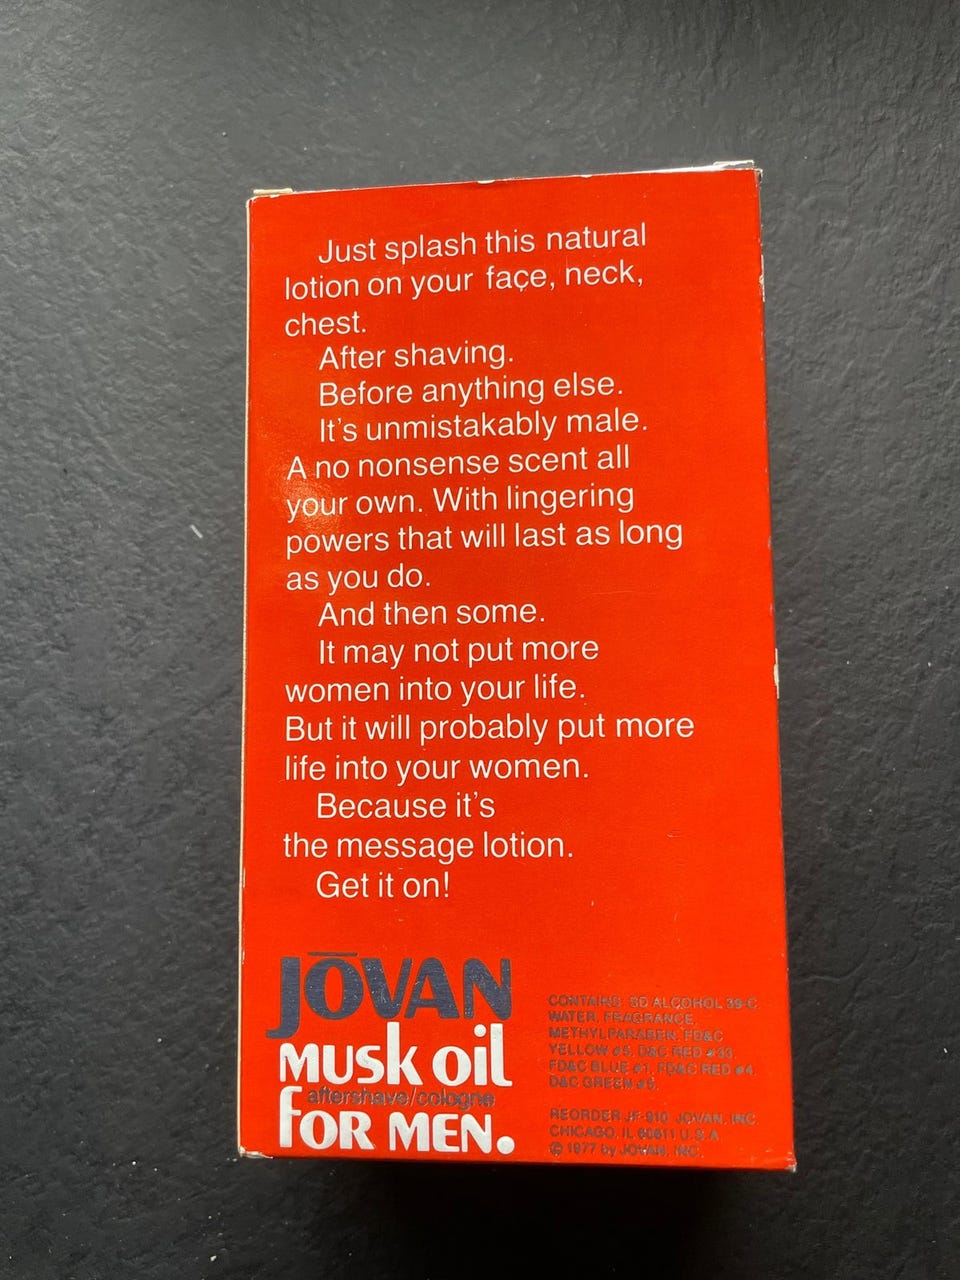 Just splash this natural
lotion on your face, neck,
chest.
After shaving.
Before anything else.
It's unmistakably male.
A no nonsense scent all
your own. With lingering
powers that will last as long
as you do.
And then some.
It may not put more
women into your life.
But it will probably put more
life into your women.
Because it's
the message lotion.
Get it on!
JŌVAN
MUSK OIL
aftershave/cologne
FOR MEN.
CONTAINS: SD ALCOHOL 39-C,
WATER, FRAGRANCE,
METHYLPARABEN, FD&C
YELLOW #5, D&C RED #33,
FD&C BLUE #1, FD&C RED #4,
D&C GREEN #5.
REORDER JF-910 JOVAN, INC.
CHICAGO, IL 60611 U.S.A.
© 1977 by JOVAN, INC.